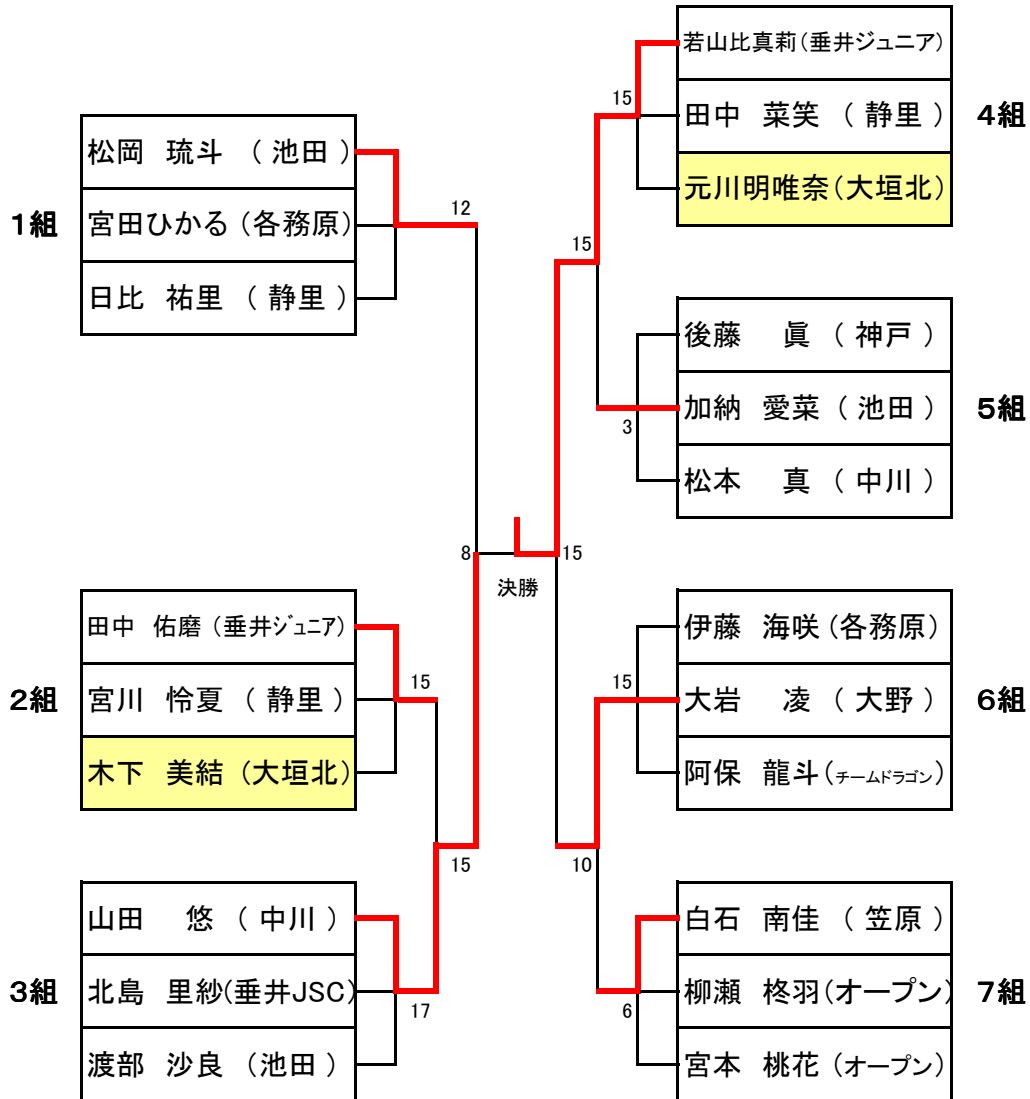 1組
松岡 琉斗 （ 池田 ）
宮田ひかる （各務原）
日比 祐里 （ 静里 ）
12
2組
田中 佑磨 （垂井ジュニア）
宮川 怜夏 （ 静里 ）
木下 美結 （大垣北）
15
3組
山田 悠 （ 中川 ）
北島 里紗(垂井JSC)
渡部 沙良 （池田 ）
17
15
8
決勝
15
4組
若山比真莉（垂井ジュニア）
田中 菜笑 （ 静里 ）
元川明唯奈（大垣北）
15
15
5組
後藤 眞 （ 神戸 ）
加納 愛菜 （ 池田 ）
松本 真 （ 中川 ）
3
6組
伊藤 海咲（各務原）
大岩 凌 （ 大野 ）
阿保 龍斗（チームドラゴン）
15
10
7組
白石 南佳 （ 笠原 ）
柳瀬 柊羽（オープン）
宮本 桃花（オープン）
6